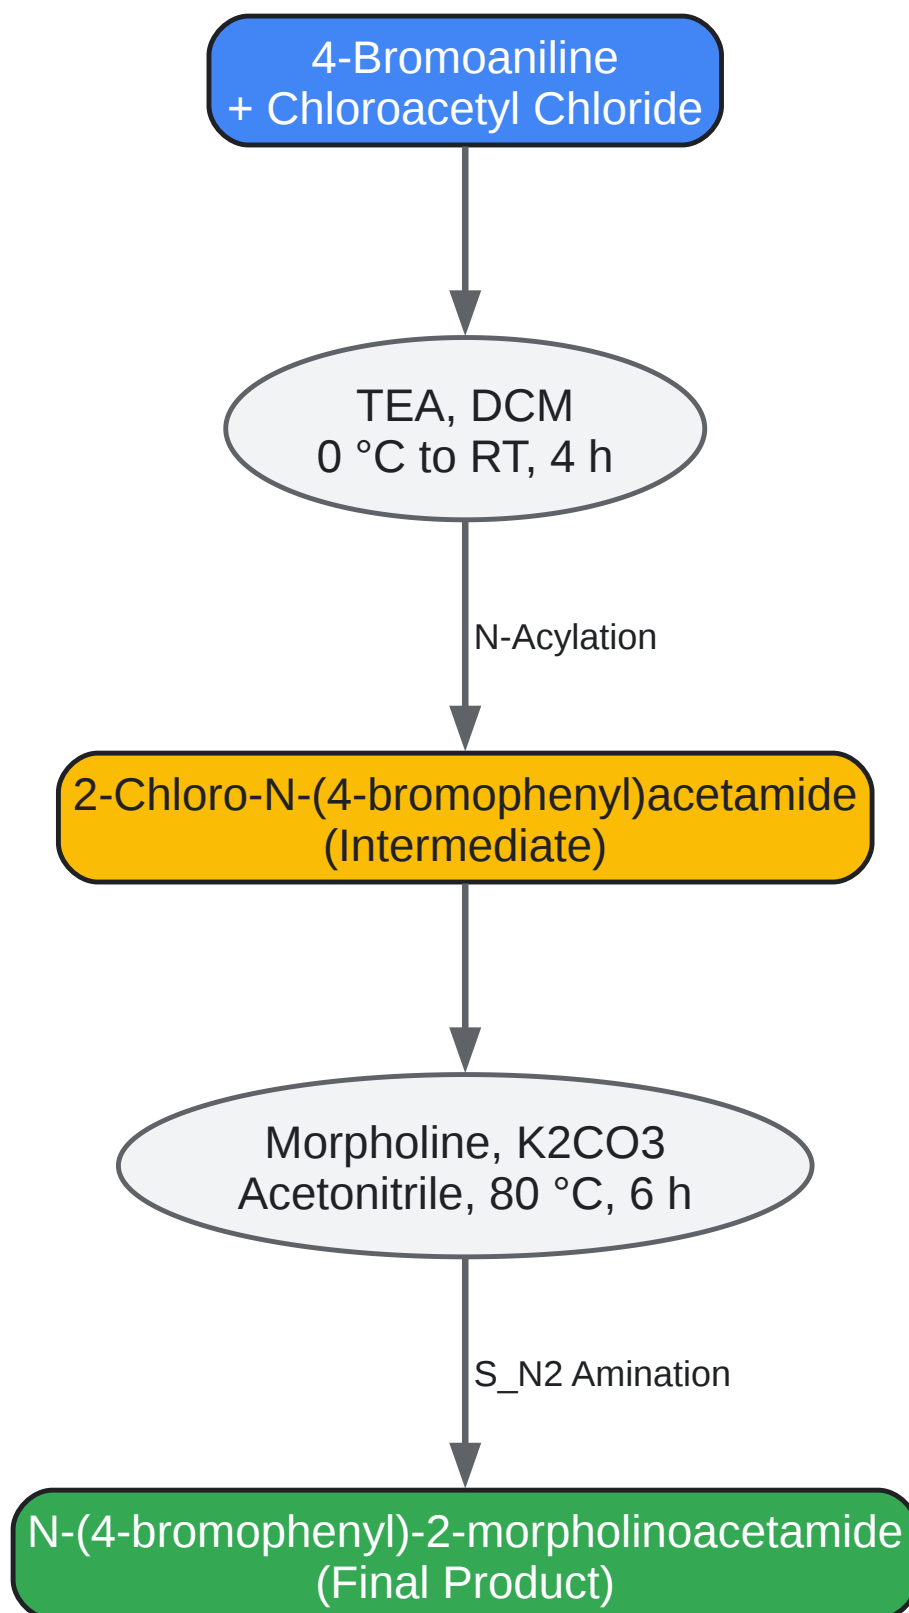 4-Bromoaniline
+ Chloroacetyl Chloride
TEA, DCM
0 °C to RT, 4 h
N-Acylation
2-Chloro-N-(4-bromophenyl)acetamide
(Intermediate)
Morpholine, K2CO3
Acetonitrile, 80 °C, 6 h
S_N2 Amination
N-(4-bromophenyl)-2-morpholinoacetamide
(Final Product)